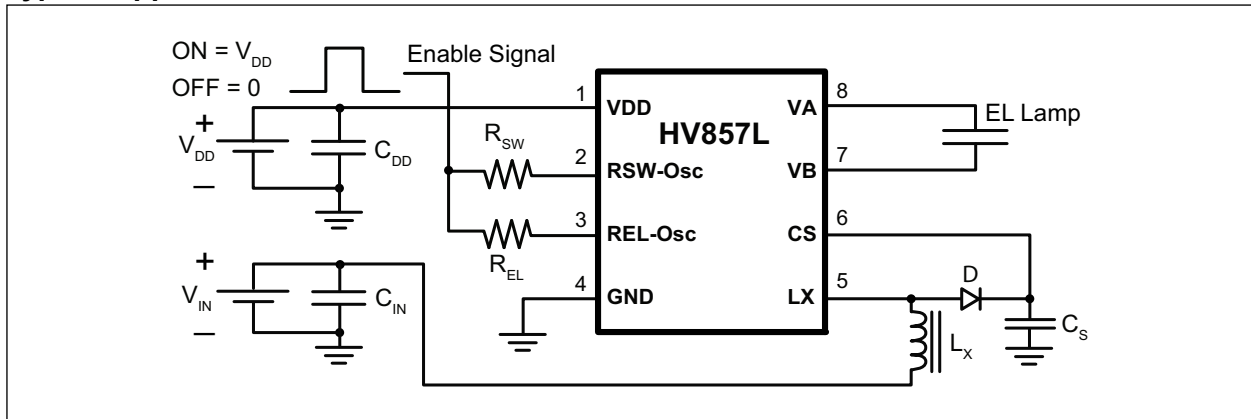 ON = VDD
OFF = 0
Enable Signal
+
VDD
–
CDD
RSW
REL
+
VIN
–
CIN
1
2
3
4
HV857L
VDD
RSW-Osc
REL-Osc
GND
VA
VB
CS
LX
8
7
6
5
EL Lamp
D
CS
LX